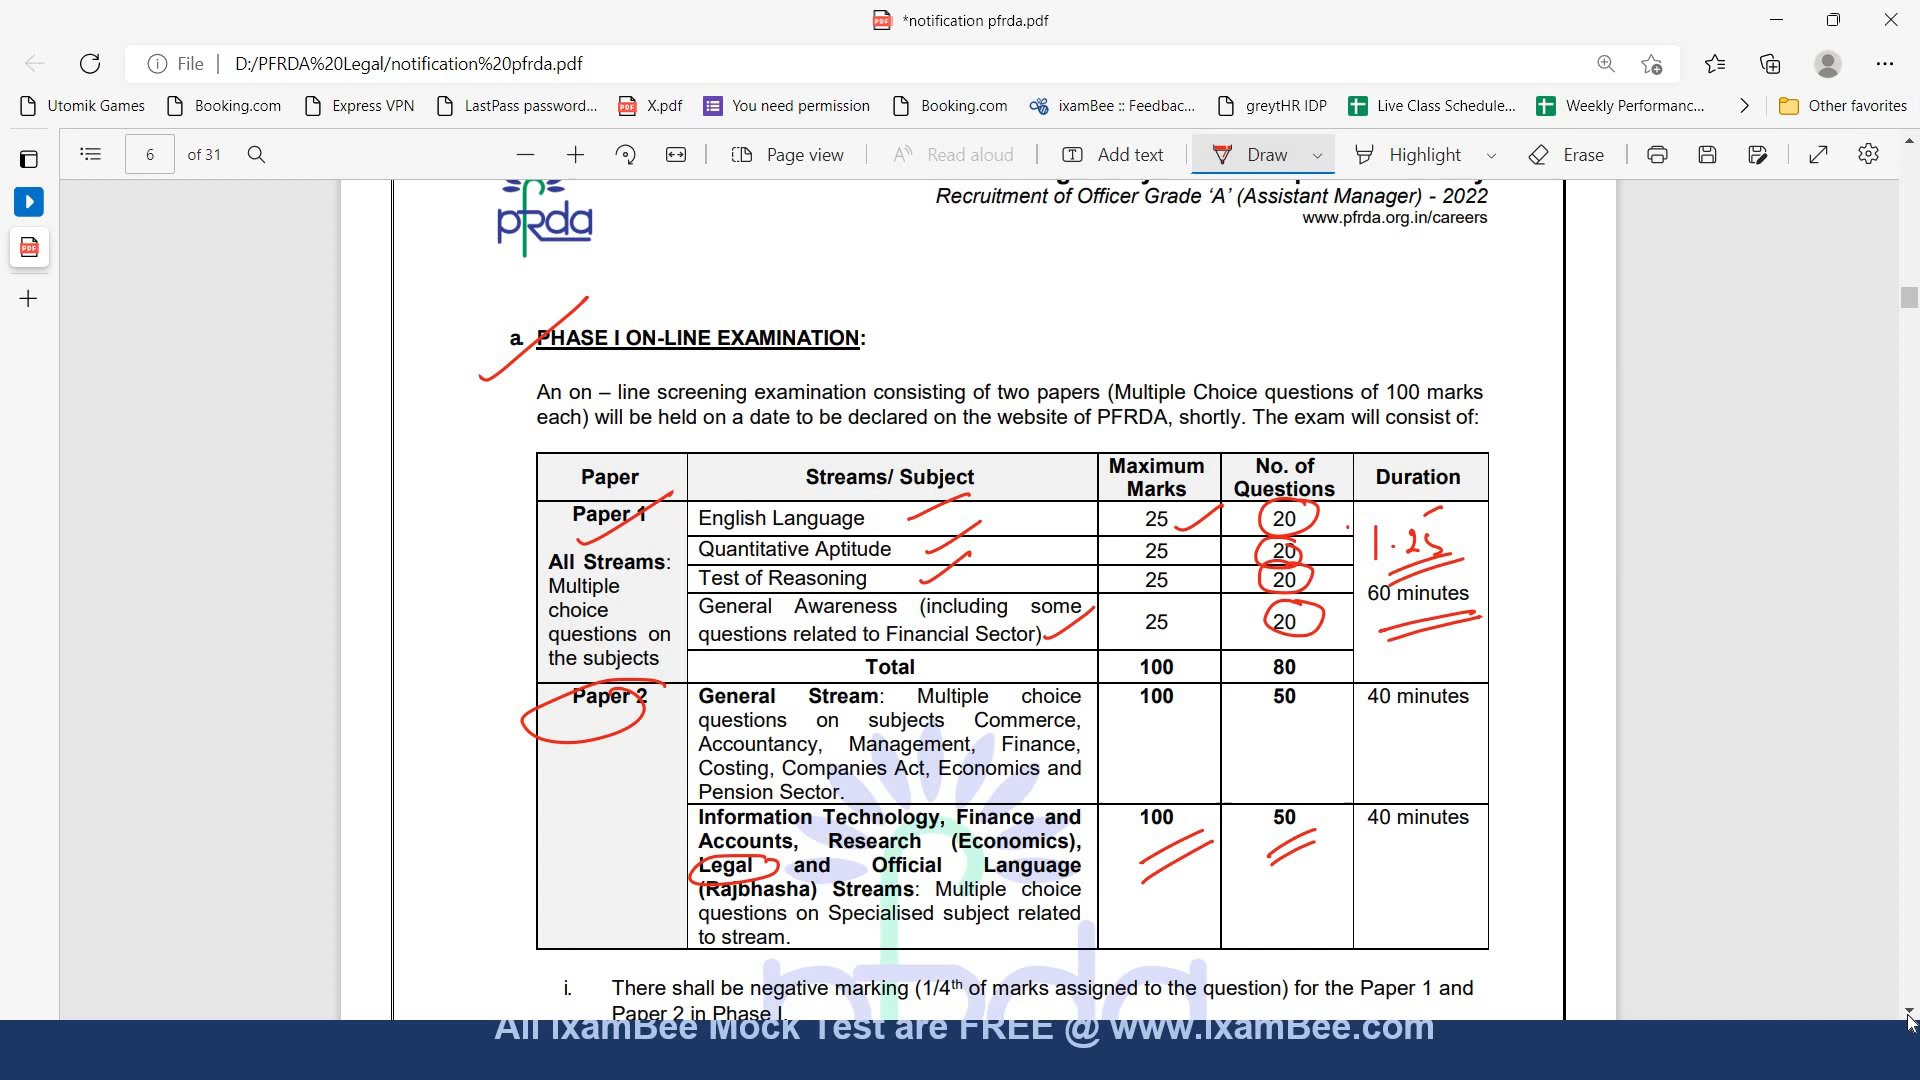 *notification pfrda.pdf
File D:/PFRDA%20Legal/notification%20pfrda.pdf
Utomik Games Booking.com Express VPN LastPass password... X.pdf You need permission Booking.com ixamBee :: Feedbac... greytHR IDP Live Class Schedule... Weekly Performanc... Other favorites
6 of 31 Page view Read aloud Add text Draw Highlight Erase
pfrda
Recruitment of Officer Grade ‘A’ (Assistant Manager) - 2022
www.pfrda.org.in/careers
a PHASE I ON-LINE EXAMINATION:
An on – line screening examination consisting of two papers (Multiple Choice questions of 100 marks
each) will be held on a date to be declared on the website of PFRDA, shortly. The exam will consist of:
Paper Streams/ Subject Maximum Marks No. of Questions Duration
Paper 1
All Streams:
Multiple
choice
questions on
the subjects
English Language 25 20
Quantitative Aptitude 25 20
Test of Reasoning 25 20
General Awareness (including some
questions related to Financial Sector) 25 20
1.25
60 minutes
Total 100 80
Paper 2
General Stream: Multiple choice 100 50 40 minutes
questions on subjects Commerce,
Accountancy, Management, Finance,
Costing, Companies Act, Economics and
Pension Sector.
Information Technology, Finance and 100 50 40 minutes
Accounts, Research (Economics),
Legal and Official Language
(Rajbhasha) Streams: Multiple choice
questions on Specialised subject related
to stream.
i. There shall be negative marking (1/4th of marks assigned to the question) for the Paper 1 and
Paper 2 in Phase I.
All IxamBee Mock Test are FREE @ www.IxamBee.com